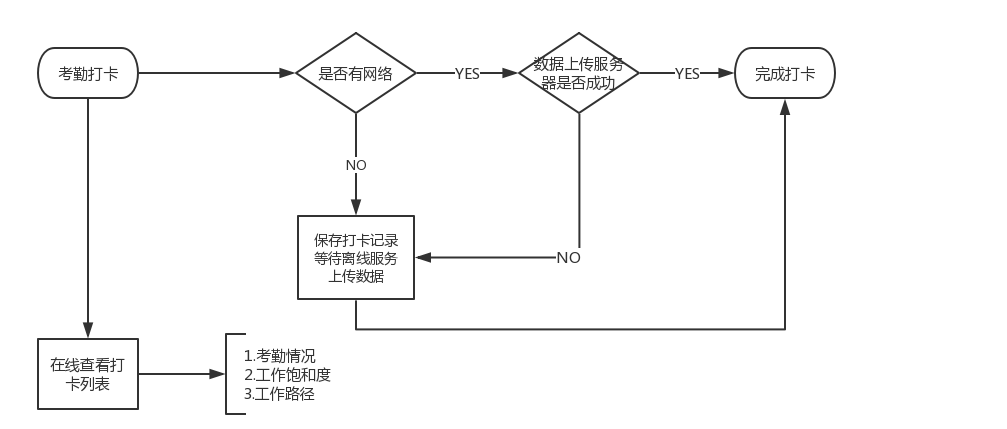 考勤打卡
是否有网络
YES
数据上传服务
器是否成功
YES
完成打卡
NO
保存打卡记录
等待离线服务
上传数据
NO
在线查看打
卡列表
1.考勤情况
2.工作饱和度
3.工作路径